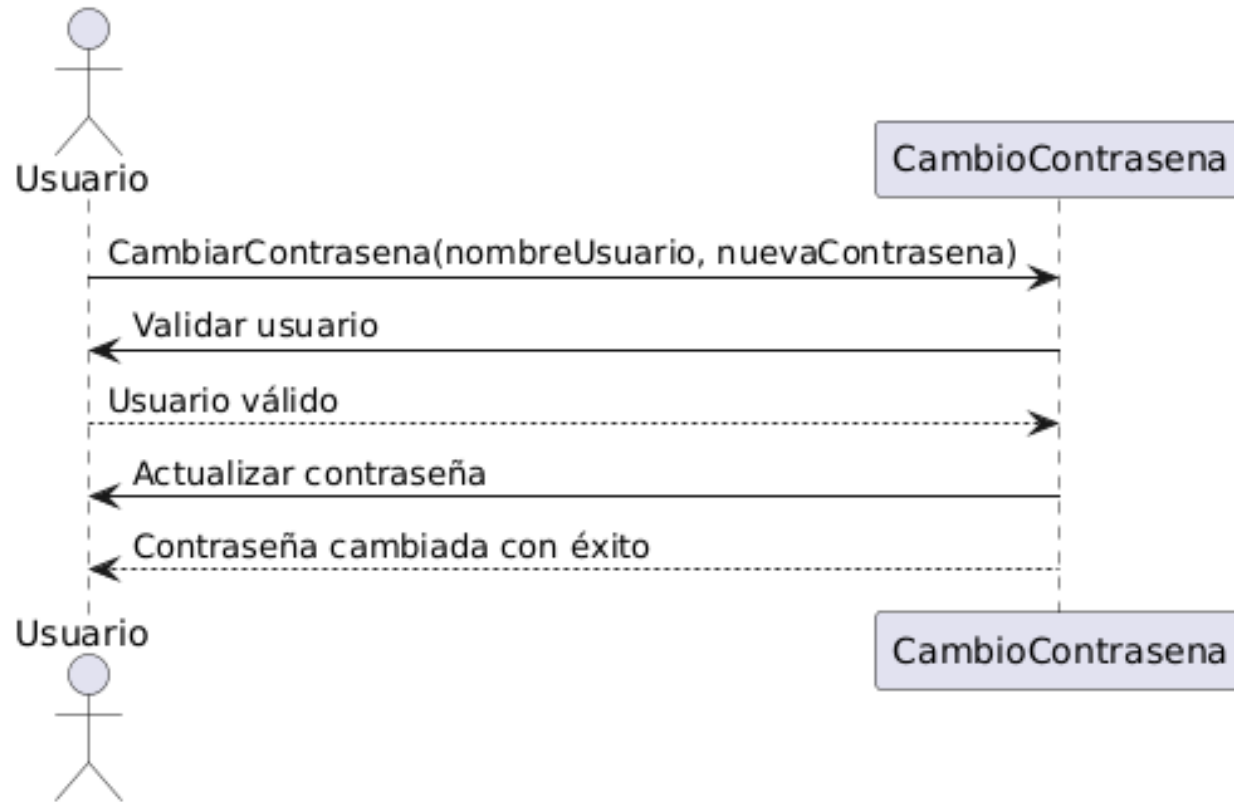 Usuario
CambioContrasena
CambiarContrasena(nombreUsuario, nuevaContrasena)
Validar usuario
Usuario válido
Actualizar contraseña
Contraseña cambiada con éxito
Usuario
CambioContrasena